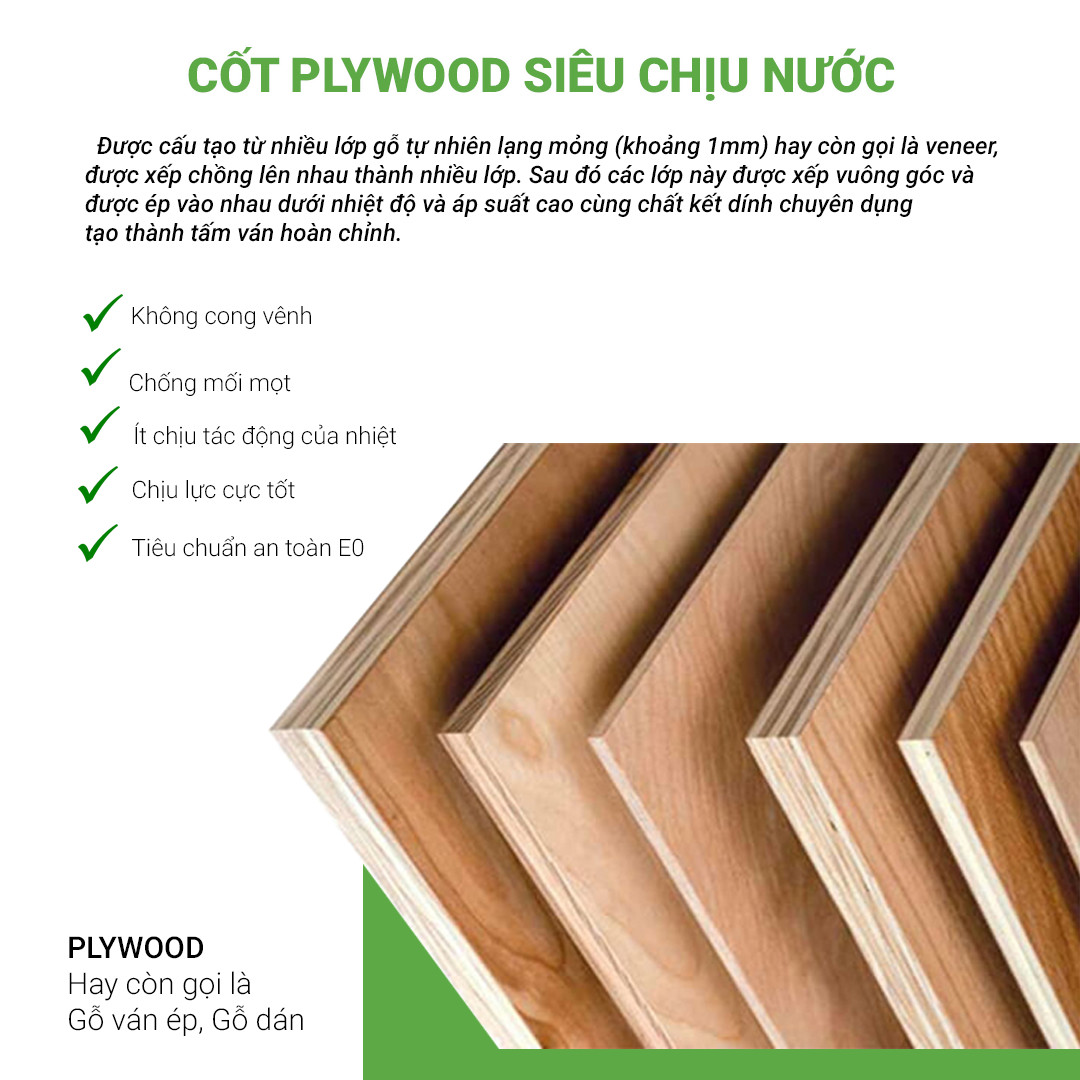 CỐT PLYWOOD SIÊU CHỊU NƯỚC
Được cấu tạo từ nhiều lớp gỗ tự nhiên lạng mỏng (khoảng 1mm) hay còn gọi là veneer,
được xếp chồng lên nhau thành nhiều lớp. Sau đó các lớp này được xếp vuông góc và
được ép vào nhau dưới nhiệt độ và áp suất cao cùng chất kết dính chuyên dụng
tạo thành tấm ván hoàn chỉnh.
Không cong vênh
Chống mối mọt
Ít chịu tác động của nhiệt
Chịu lực cực tốt
Tiêu chuẩn an toàn E0
PLYWOOD
Hay còn gọi là
Gỗ ván ép, Gỗ dán